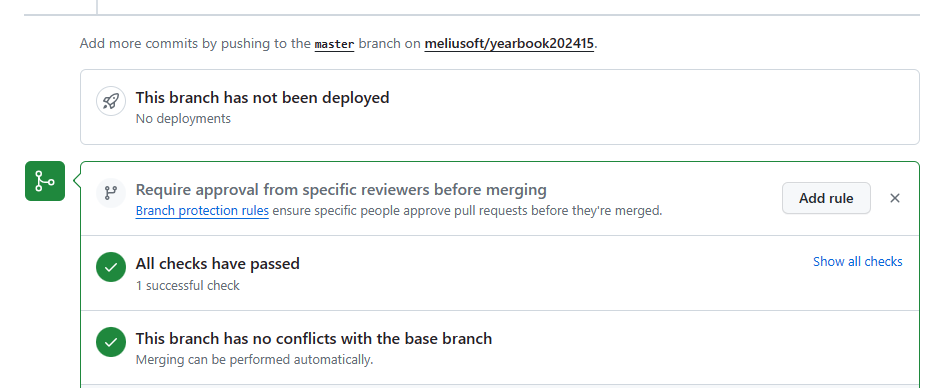 Add more commits by pushing to the master branch on meliusoft/yearbook202415.
This branch has not been deployed
No deployments
Require approval from specific reviewers before merging
Add rule
Branch protection rules ensure specific people approve pull requests before they're merged.
All checks have passed
Show all checks
1 successful check
This branch has no conflicts with the base branch
Merging can be performed automatically.